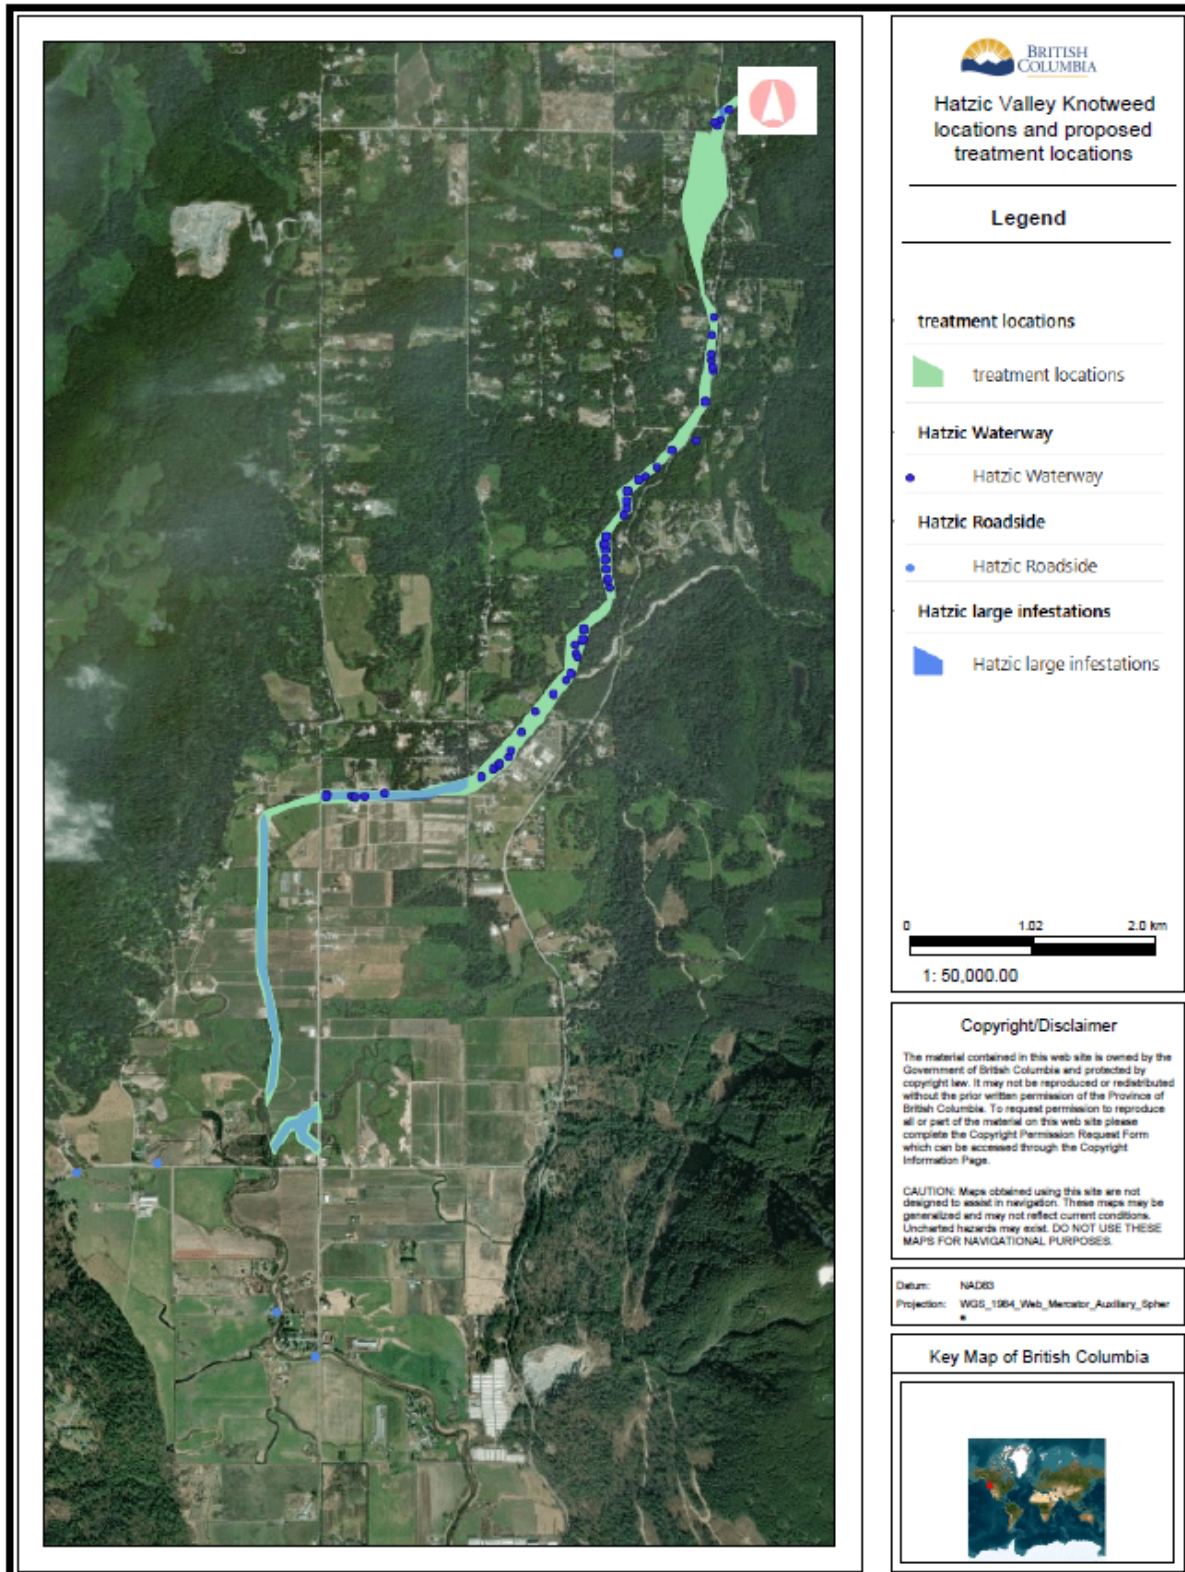 BRITISH
COLUMBIA
Hatzic Valley Knotweed
locations and proposed
treatment locations
Legend
treatment locations
treatment locations
Hatzic Waterway
Hatzic Waterway
Hatzic Roadside
Hatzic Roadside
Hatzic large infestations
Hatzic large infestations
0 1.02 2.0 km
1: 50,000.00
Copyright/Disclaimer
The material contained in this web site is owned by the
Government of British Columbia and protected by
copyright law. It may not be reproduced or redistributed
without the prior written permission of the Province of
British Columbia. To request permission to reproduce
all or part of the material on this web site please
complete the Copyright Permission Request Form
which can be accessed through the Copyright
Information Page.
CAUTION: Maps obtained using this site are not
designed to assist in navigation. These maps may be
generalized and may not reflect current conditions.
Uncharted hazards may exist. DO NOT USE THESE
MAPS FOR NAVIGATIONAL PURPOSES.
Datum: NAD83
Projection: WGS_1984_Web_Mercator_Auxiliary_Spher
e
Key Map of British Columbia